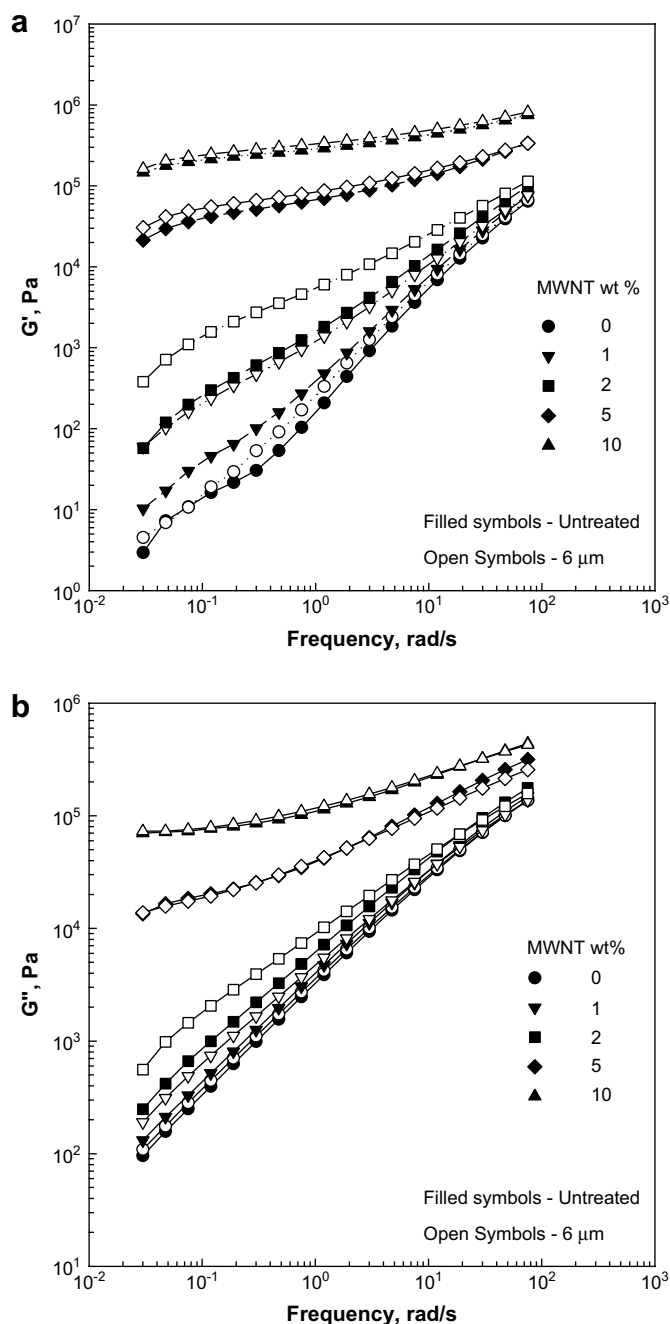 a
10⁷
10⁶
10⁵
10⁴
10³
10²
10¹
10⁰
G', Pa
MWNT wt %
0
1
2
5
10
Filled symbols - Untreated
Open Symbols - 6 μm
10⁻² 10⁻¹ 10⁰ 10¹ 10² 10³
Frequency, rad/s
b
10⁶
10⁵
10⁴
10³
10²
10¹
G'', Pa
MWNT wt%
0
1
2
5
10
Filled symbols - Untreated
Open Symbols - 6 μm
10⁻² 10⁻¹ 10⁰ 10¹ 10² 10³
Frequency, rad/s